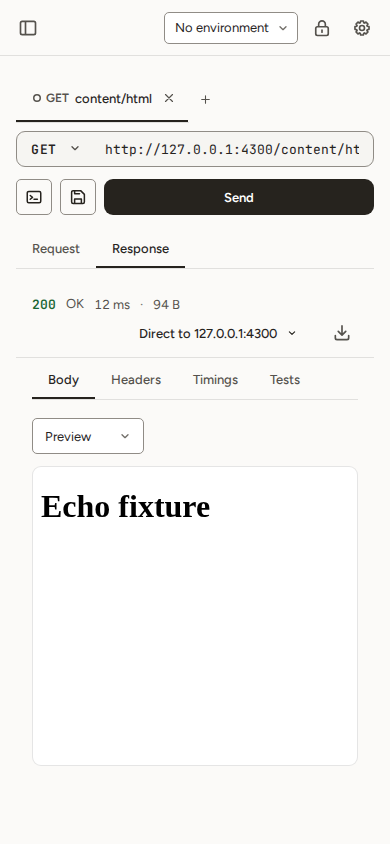 No environment
GET content/html
GET http://127.0.0.1:4300/content/ht
Send
Request Response
200 OK 12 ms · 94 B
Direct to 127.0.0.1:4300
Body Headers Timings Tests
Preview
Echo fixture